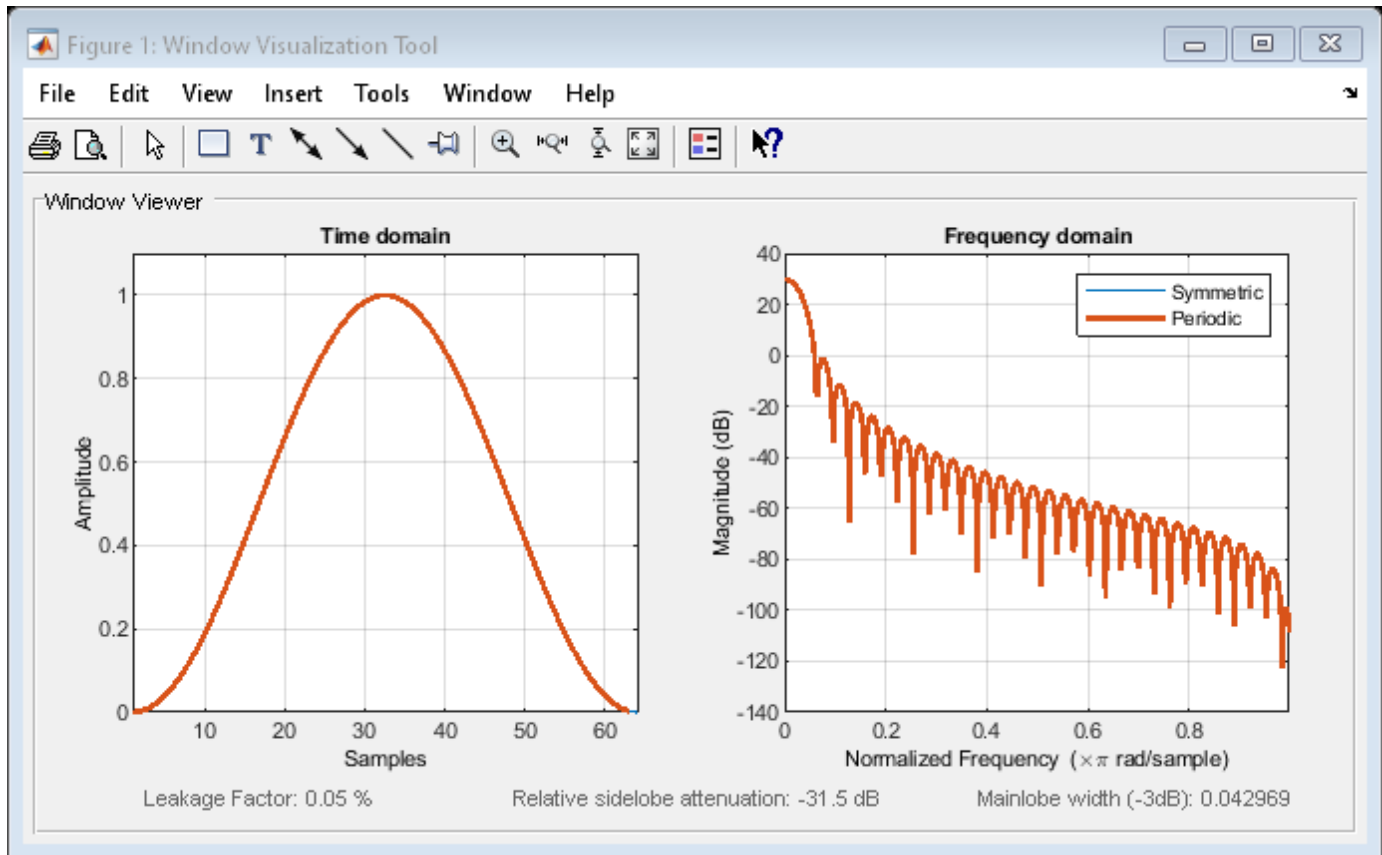 Figure 1: Window Visualization Tool
File Edit View Insert Tools Window Help
T
?
Window Viewer
Time domain
Amplitude
1
0.8
0.6
0.4
0.2
0
10 20 30 40 50 60
Samples
Frequency domain
Magnitude (dB)
40
20
0
-20
-40
-60
-80
-100
-120
-140
Symmetric
Periodic
0 0.2 0.4 0.6 0.8
Normalized Frequency (×π rad/sample)
Leakage Factor: 0.05 %
Relative sidelobe attenuation: -31.5 dB
Mainlobe width (-3dB): 0.042969